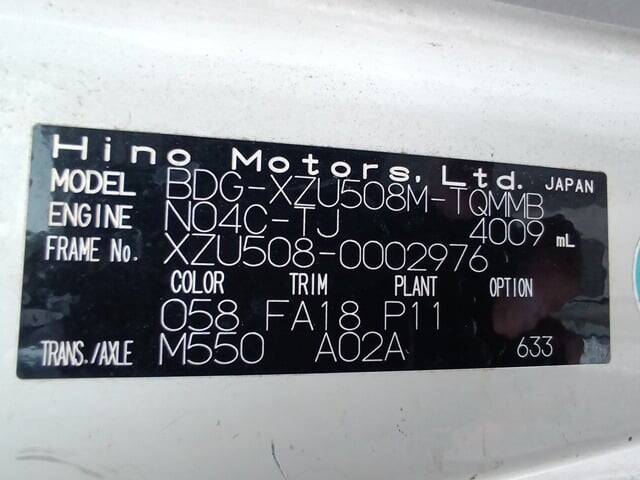 Hino Motors, Ltd. JAPAN
MODEL BDG-XZU508M-TQMMB
ENGINE N04C-TJ 4009 mL
FRAME No. XZU508-0002976
COLOR TRIM PLANT OPTION
058 FA18 P11
TRANS./AXLE M550 A02A 633